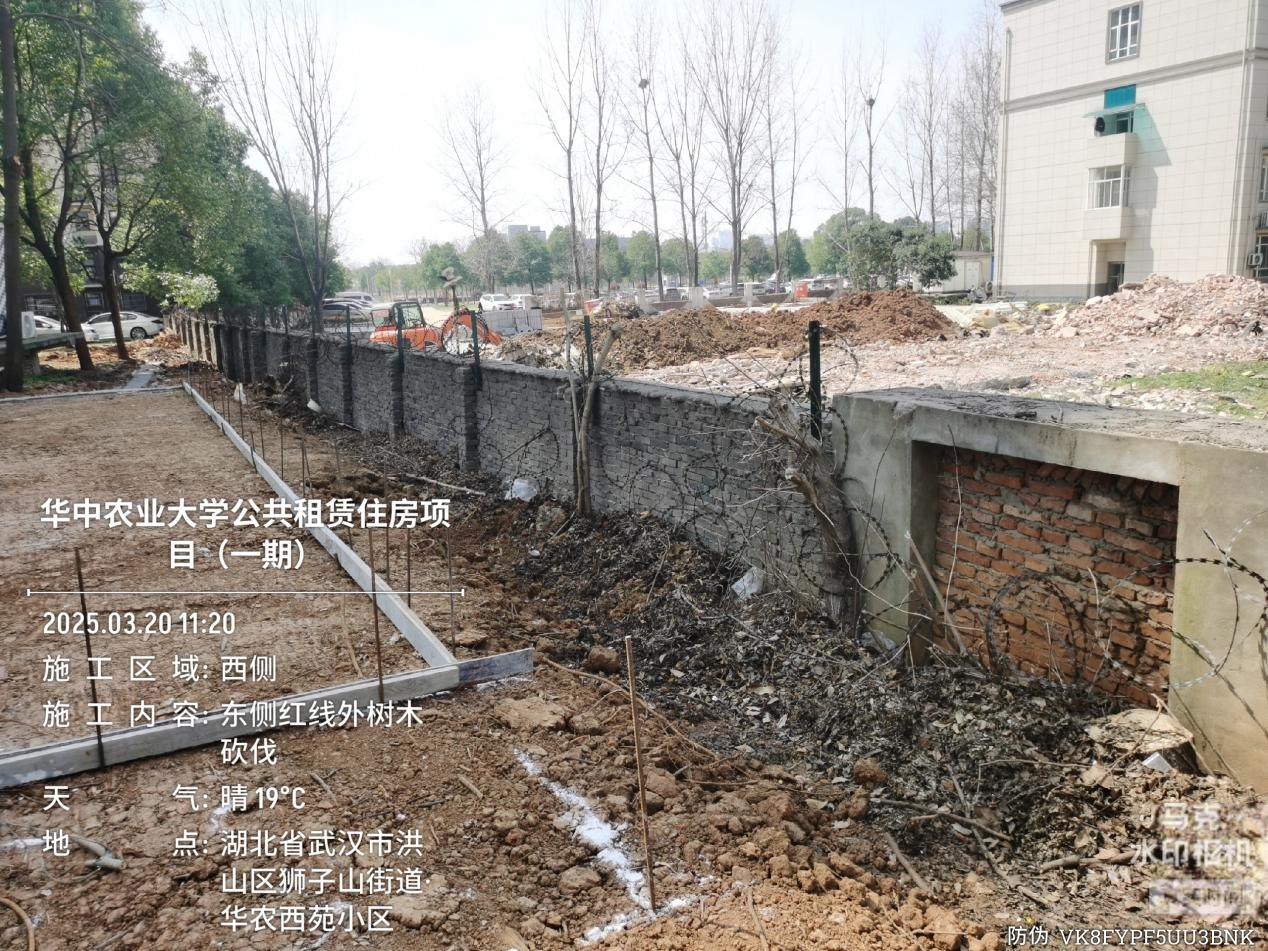 华中农业大学公共租赁住房项
目（一期）
2025.03.20 11:20
施工区域：西侧
施工内容：东侧红线外树木
砍伐
天气：晴 19°C
地点：湖北省武汉市洪
山区狮子山街道·
华农西苑小区
马克
水印相机
防伪 VK8FYPF5UU3BNK